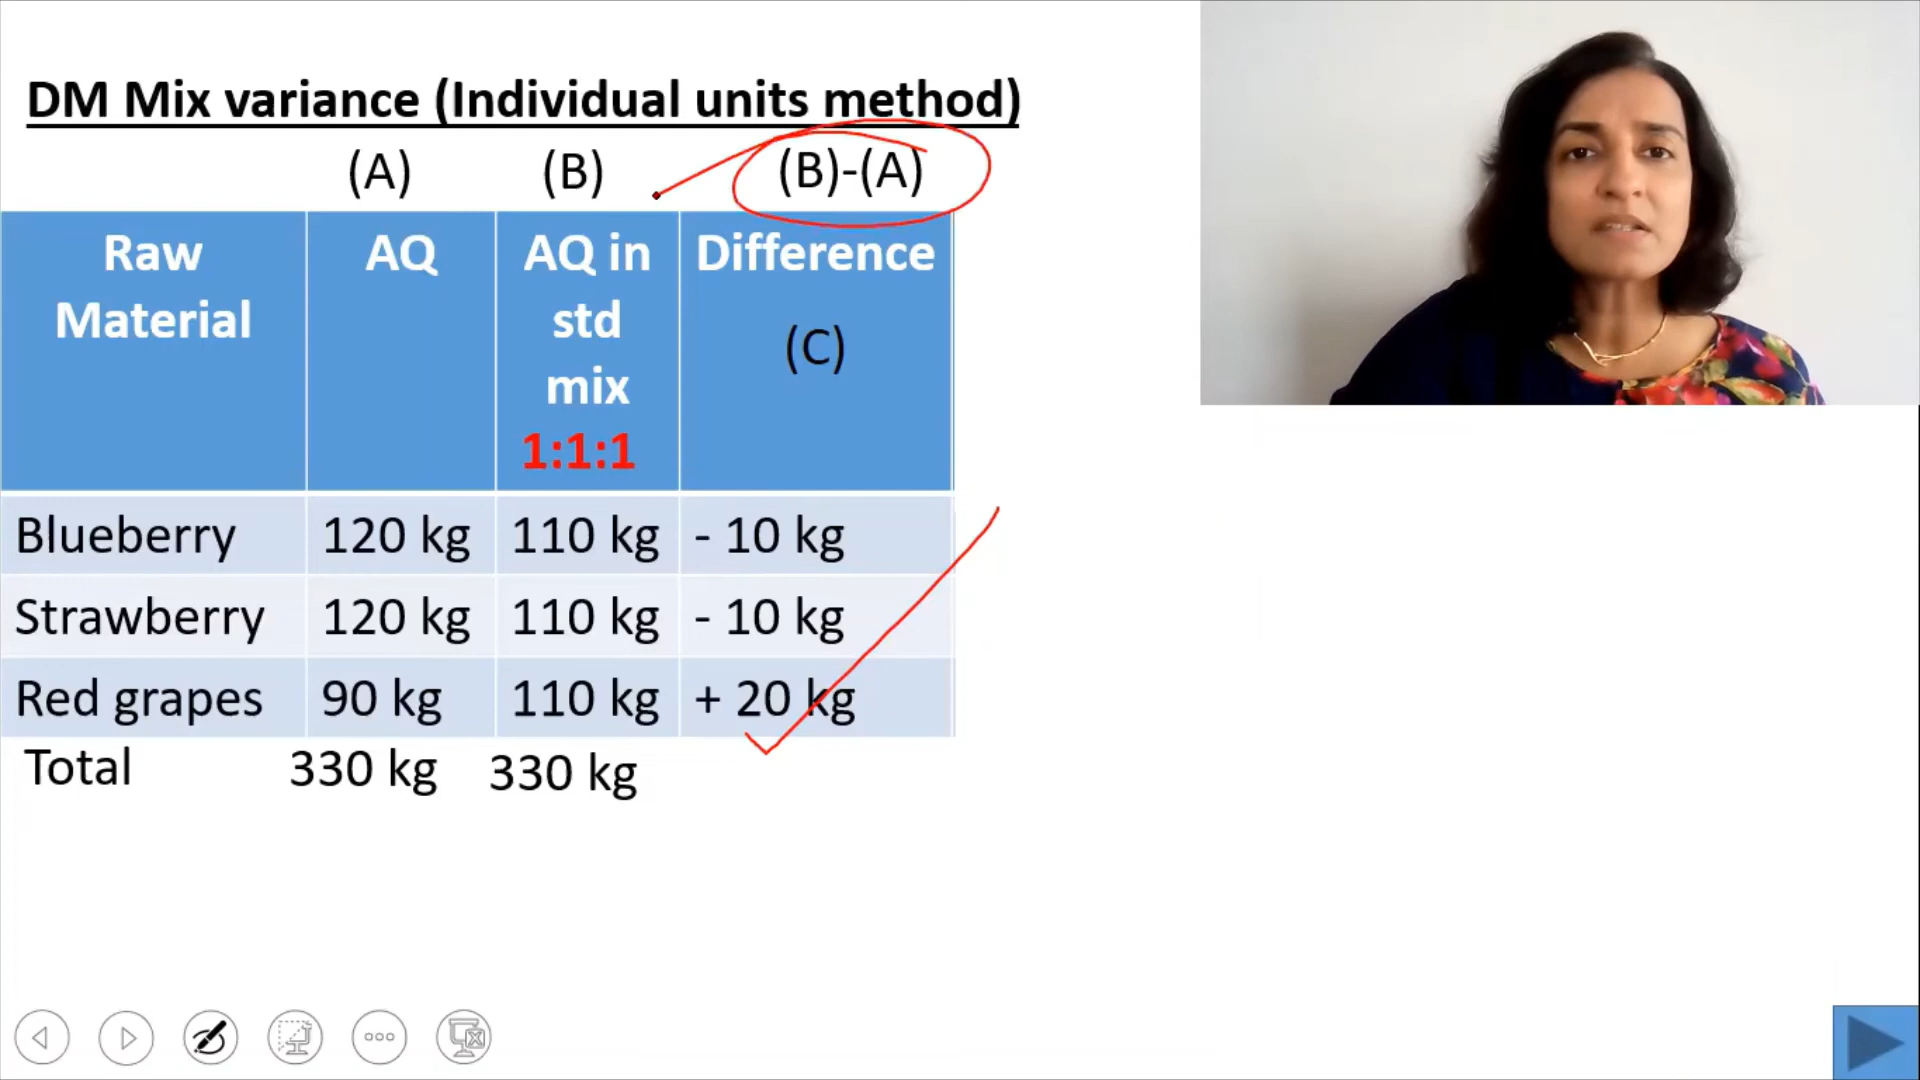 DM Mix variance (Individual units method)
(A) (B) (B)-(A)
Raw Material AQ AQ in std mix 1:1:1 Difference (C)
Blueberry 120 kg 110 kg - 10 kg
Strawberry 120 kg 110 kg - 10 kg
Red grapes 90 kg 110 kg + 20 kg
Total 330 kg 330 kg